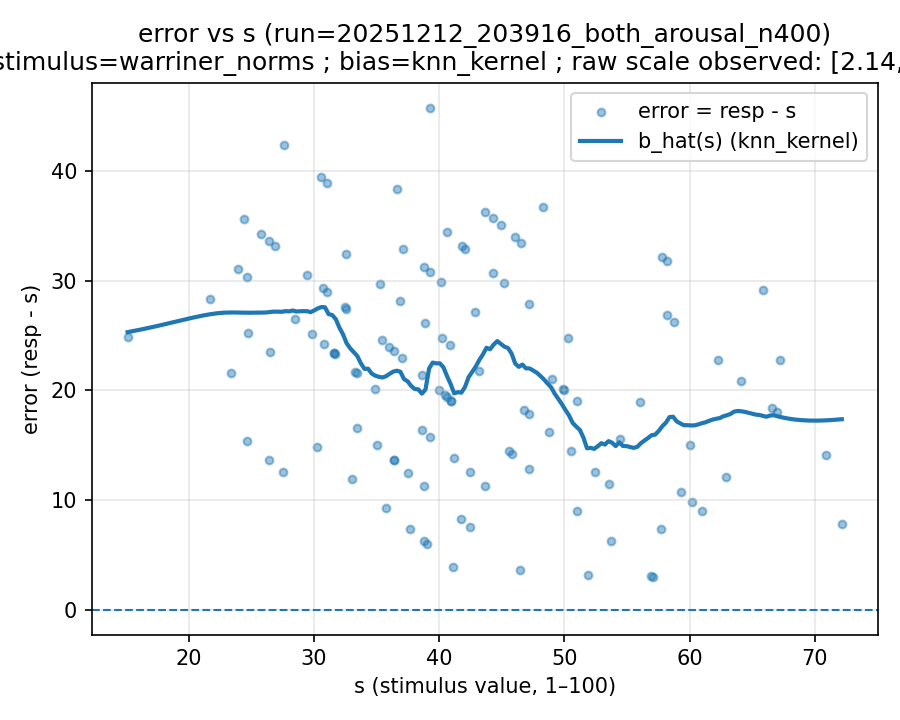 error vs s (run=20251212_203916_both_arousal_n400)
stimulus=warriner_norms ; bias=knn_kernel ; raw scale observed: [2.14,
error = resp - s
b_hat(s) (knn_kernel)
error (resp - s)
40
30
20
10
0
20 30 40 50 60 70
s (stimulus value, 1–100)